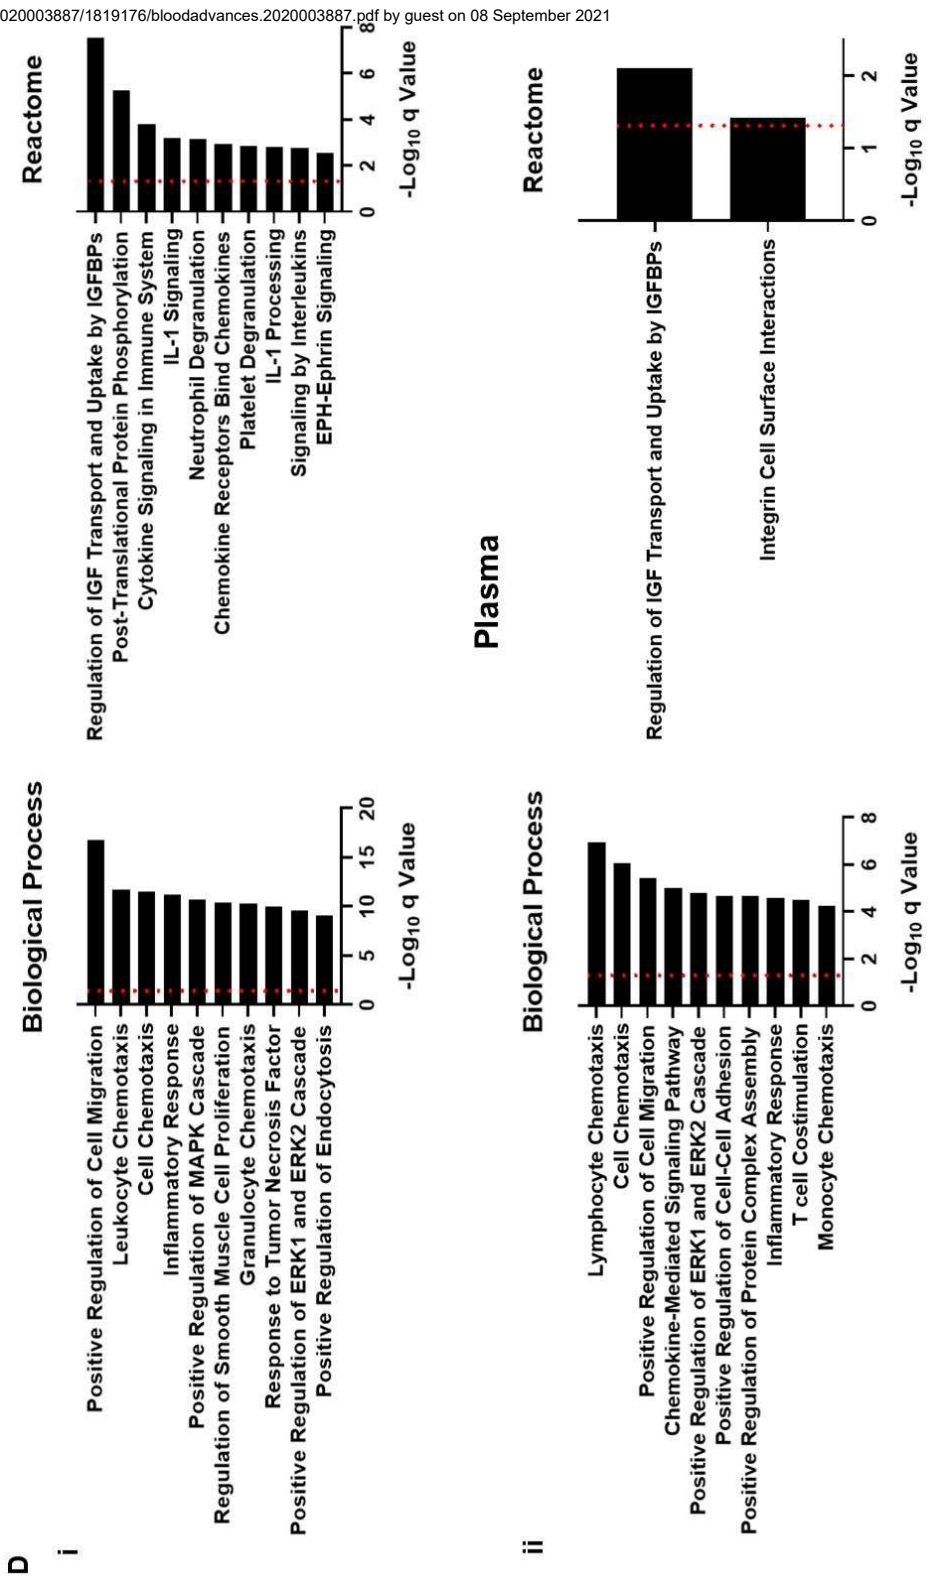 020003887/1819176/bloodadvances.2020003887.pdf by guest on 08 September 2021
D
i
Biological Process
Positive Regulation of Cell Migration
Leukocyte Chemotaxis
Cell Chemotaxis
Inflammatory Response
Positive Regulation of MAPK Cascade
Regulation of Smooth Muscle Cell Proliferation
Granulocyte Chemotaxis
Response to Tumor Necrosis Factor
Positive Regulation of ERK1 and ERK2 Cascade
Positive Regulation of Endocytosis
0 5 10 15 20
-Log10 q Value
Reactome
Regulation of IGF Transport and Uptake by IGFBPs
Post-Translational Protein Phosphorylation
Cytokine Signaling in Immune System
IL-1 Signaling
Neutrophil Degranulation
Chemokine Receptors Bind Chemokines
Platelet Degranulation
IL-1 Processing
Signaling by Interleukins
EPH-Ephrin Signaling
0 2 4 6 8
-Log10 q Value
Plasma
ii
Biological Process
Lymphocyte Chemotaxis
Cell Chemotaxis
Positive Regulation of Cell Migration
Chemokine-Mediated Signaling Pathway
Positive Regulation of ERK1 and ERK2 Cascade
Positive Regulation of Cell-Cell Adhesion
Positive Regulation of Protein Complex Assembly
Inflammatory Response
T cell Costimulation
Monocyte Chemotaxis
0 2 4 6 8
-Log10 q Value
Reactome
Regulation of IGF Transport and Uptake by IGFBPs
Integrin Cell Surface Interactions
0 1 2
-Log10 q Value